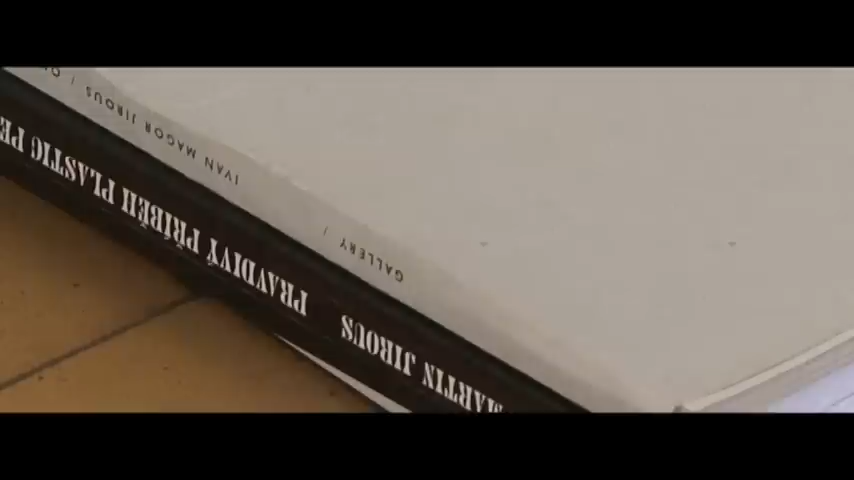 MARTIN JIROUS PRAVDIVÝ PŘÍBĚH PLASTIC PE
GALLERY / IVAN MAGOR JIROUS /